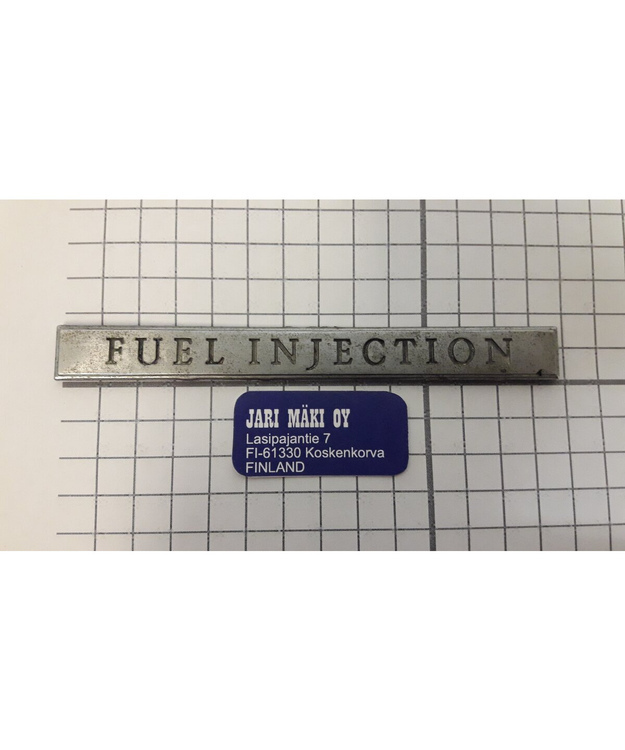 FUEL INJECTION
JARI MÄKI OY
Lasipajantie 7
FI-61330 Koskenkorva
FINLAND